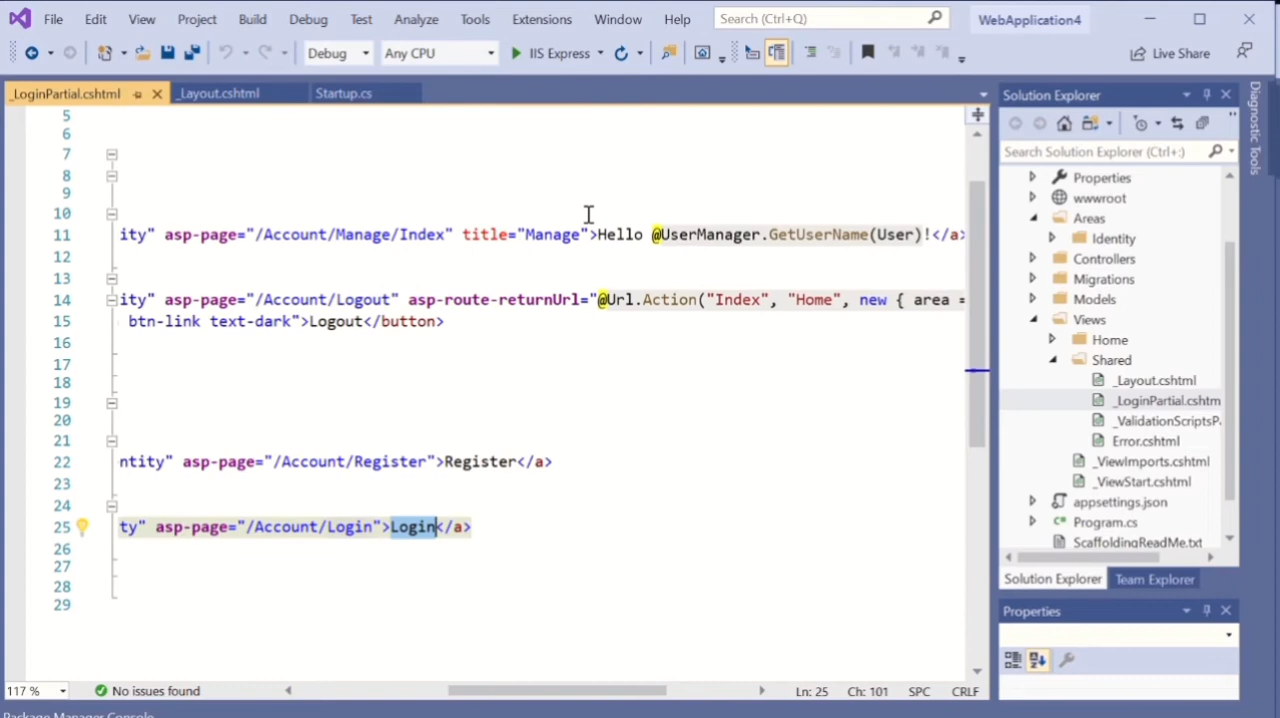 File Edit View Project Build Debug Test Analyze Tools Extensions Window Help Search (Ctrl+Q) WebApplication4
Debug Any CPU IIS Express Live Share
_LoginPartial.cshtml _Layout.cshtml Startup.cs
5
6
7
8
9
10
11 ity" asp-page="/Account/Manage/Index" title="Manage">Hello @UserManager.GetUserName(User)!</a>
12
13
14 ity" asp-page="/Account/Logout" asp-route-returnUrl="@Url.Action("Index", "Home", new { area =
15 btn-link text-dark">Logout</button>
16
17
18
19
20
21
22 ntity" asp-page="/Account/Register">Register</a>
23
24
25 ty" asp-page="/Account/Login">Login</a>
26
27
28
29
117 % No issues found Ln: 25 Ch: 101 SPC CRLF
Package Manager Console
Solution Explorer
Search Solution Explorer (Ctrl+;)
Properties
wwwroot
Areas
Identity
Controllers
Migrations
Models
Views
Home
Shared
_Layout.cshtml
_LoginPartial.cshtm
_ValidationScriptsP
Error.cshtml
_ViewImports.cshtml
_ViewStart.cshtml
appsettings.json
Program.cs
ScaffoldingReadMe.txt
Solution Explorer Team Explorer
Properties
Diagnostic Tools